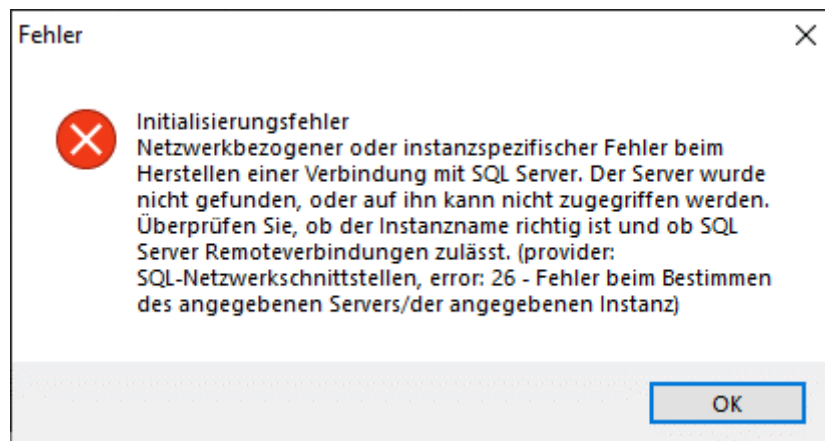 Fehler
Initialisierungsfehler
Netzwerkbezogener oder instanzspezifischer Fehler beim
Herstellen einer Verbindung mit SQL Server. Der Server wurde
nicht gefunden, oder auf ihn kann nicht zugegriffen werden.
Überprüfen Sie, ob der Instanzname richtig ist und ob SQL
Server Remoteverbindungen zulässt. (provider:
SQL-Netzwerkschnittstellen, error: 26 - Fehler beim Bestimmen
des angegebenen Servers/der angegebenen Instanz)
OK